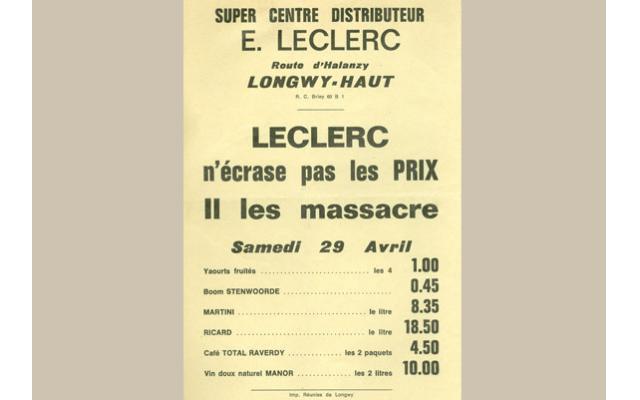 SUPER CENTRE DISTRIBUTEUR
E. LECLERC
Route d'Halanzy
LONGWY-HAUT
R. C. Briey 60 B 1
LECLERC
n'écrase pas les PRIX
Il les massacre
Samedi 29 Avril
Yaourts fruités .......................... les 4 1.00
Boom STENWOORDE .......................... 0.45
MARTINI .......................... le litre 8.35
RICARD .......................... le litre 18.50
Café TOTAL RAVERDY ............ les 2 paquets 4.50
Vin doux naturel MANOR ............ les 2 litres 10.00
Imp. Réunies de Longwy